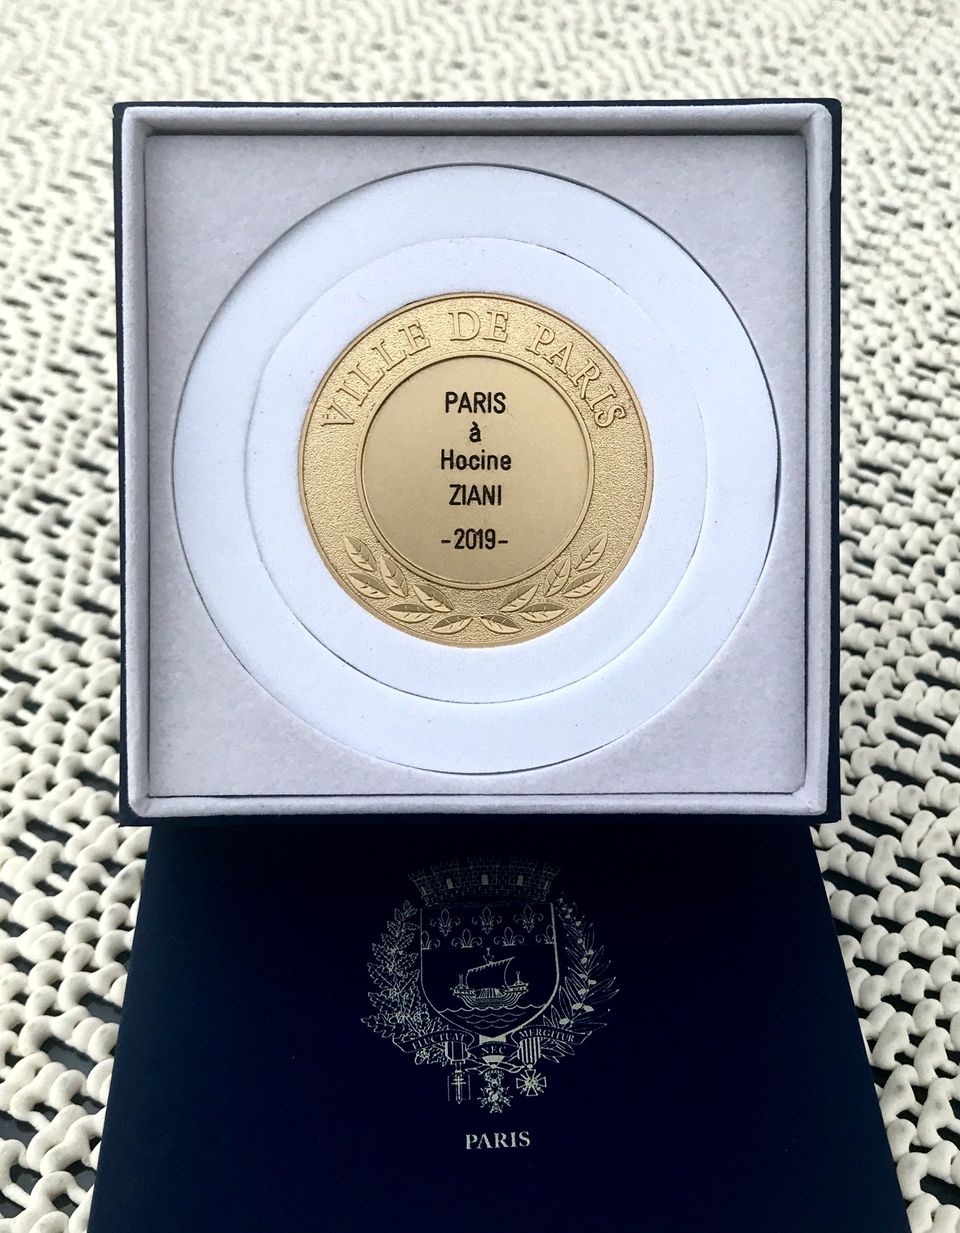 VILLE DE PARIS
PARIS
à
Hocine
ZIANI
-2019-
FLUCTUAT NEC MERGITUR
PARIS